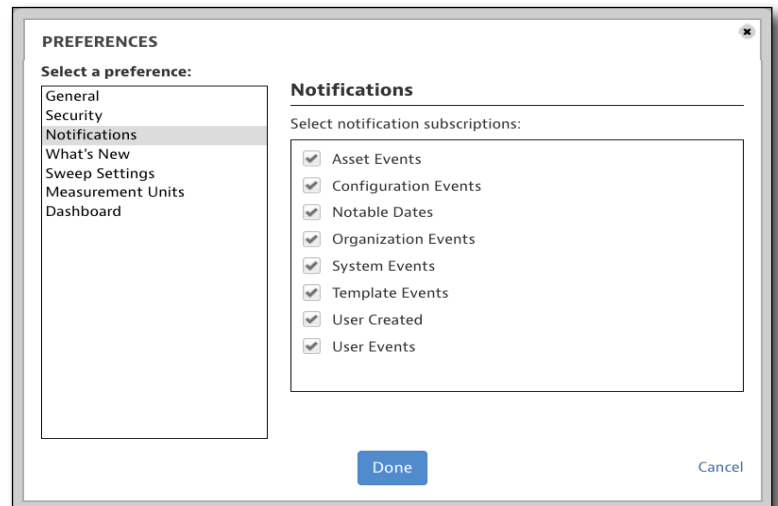 PREFERENCES
Select a preference:
General
Security
Notifications
What's New
Sweep Settings
Measurement Units
Dashboard
Notifications
Select notification subscriptions:
Asset Events
Configuration Events
Notable Dates
Organization Events
System Events
Template Events
User Created
User Events
Done
Cancel